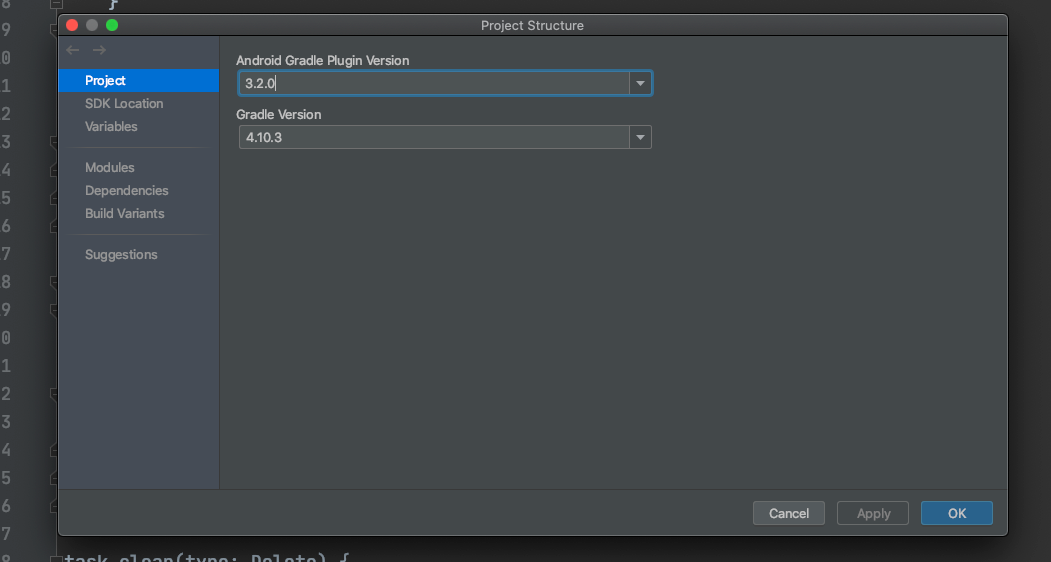 8
}
Project Structure
9
0
Android Gradle Plugin Version
Project
3.2.0
1
SDK Location
2
Gradle Version
Variables
4.10.3
3
Modules
4
Dependencies
5
Build Variants
6
7
Suggestions
8
9
0
1
2
3
4
5
6
Cancel
Apply
OK
7
8
task clean(type: Delete) {